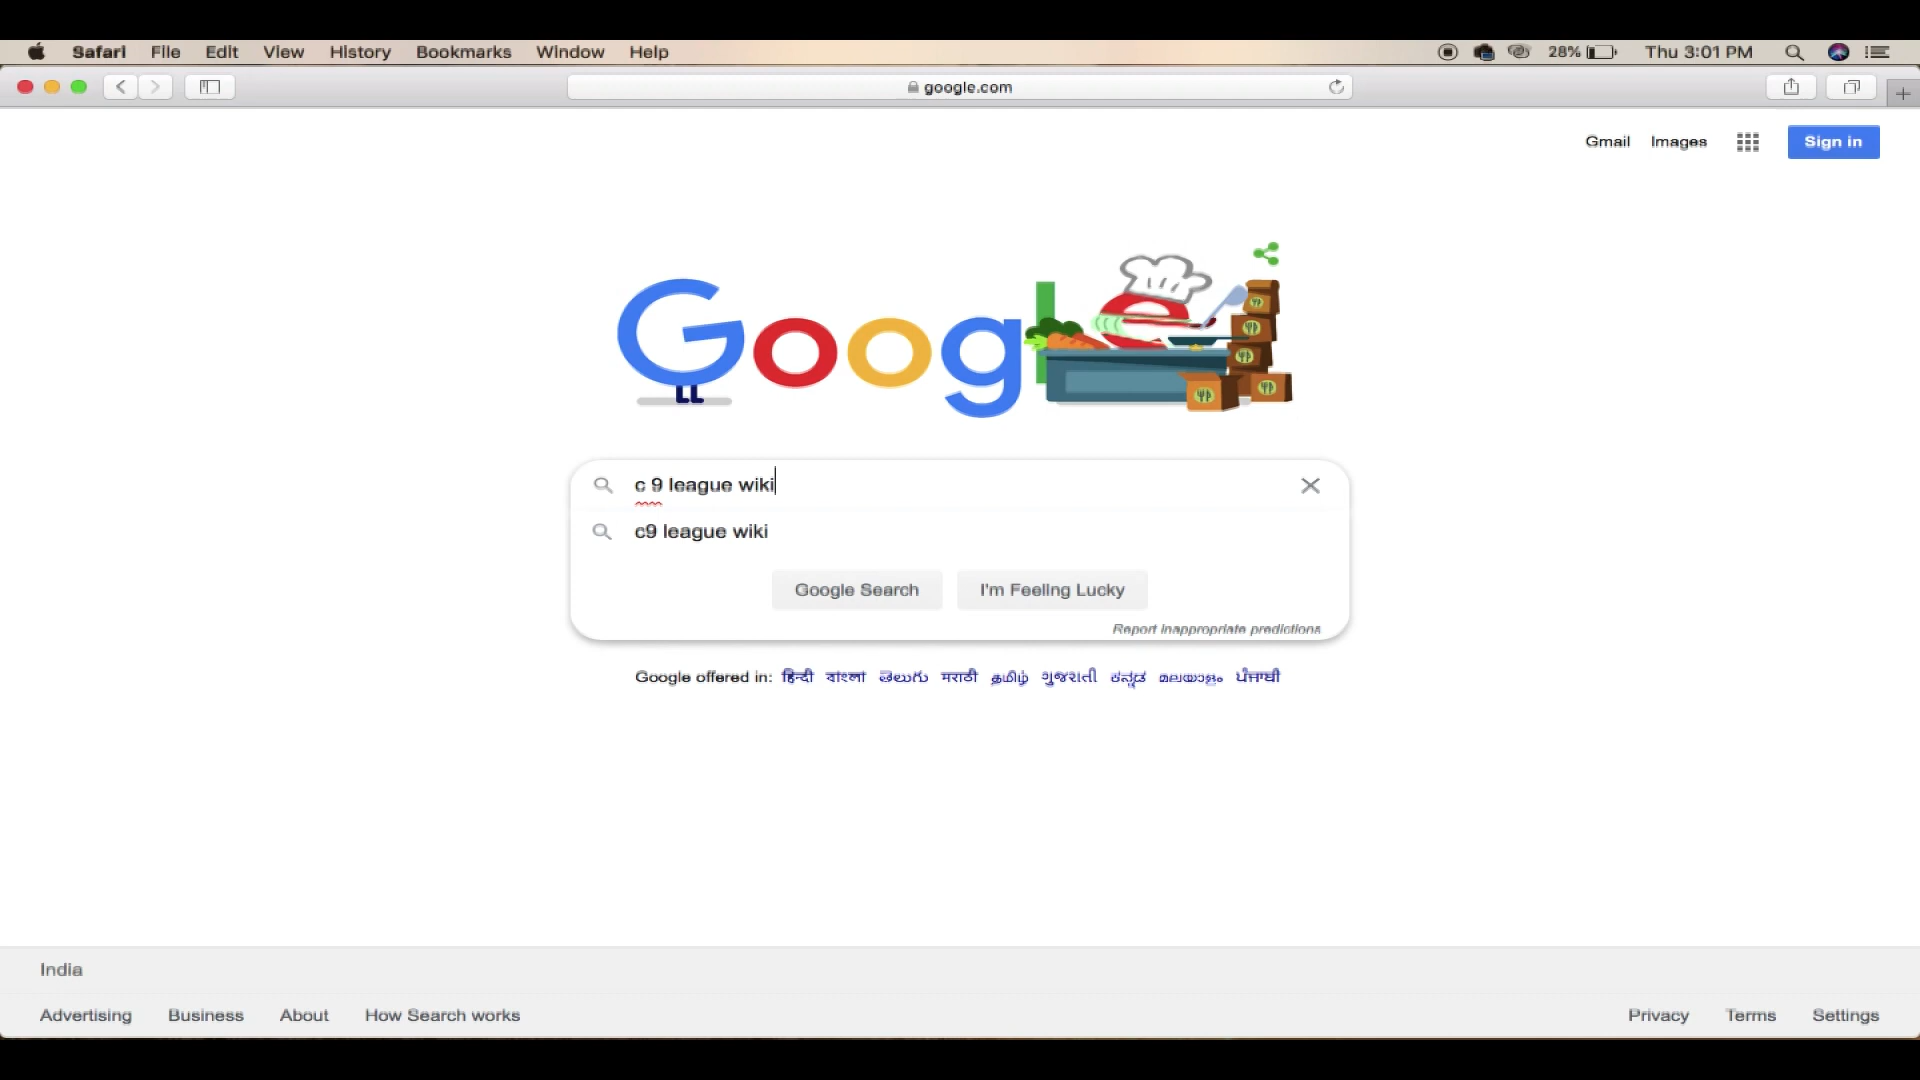 Safari File Edit View History Bookmarks Window Help 28% Thu 3:01 PM
google.com
Gmail Images Sign in
Google
c 9 league wiki
c9 league wiki
Google Search I'm Feeling Lucky
Report inappropriate predictions
Google offered in: हिन्दी বাংলা తెలుగు मराठी தமிழ் ગુજરાતી ಕನ್ನಡ മലയാളം ਪੰਜਾਬੀ
India
Advertising Business About How Search works Privacy Terms Settings